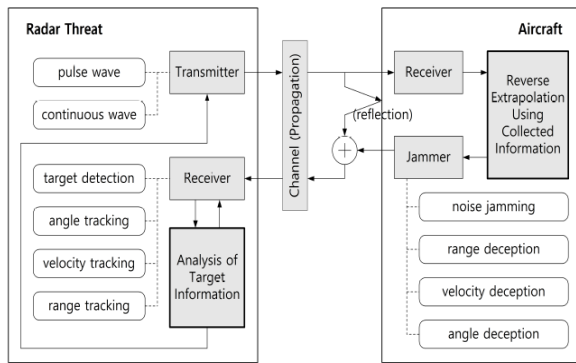 Radar Threat
pulse wave
continuous wave
Transmitter
target detection
angle tracking
velocity tracking
range tracking
Receiver
Analysis of
Target
Information
Channel (Propagation)
(reflection)
Aircraft
Receiver
Reverse
Extrapolation
Using
Collected
Information
Jammer
noise jamming
range deception
velocity deception
angle deception